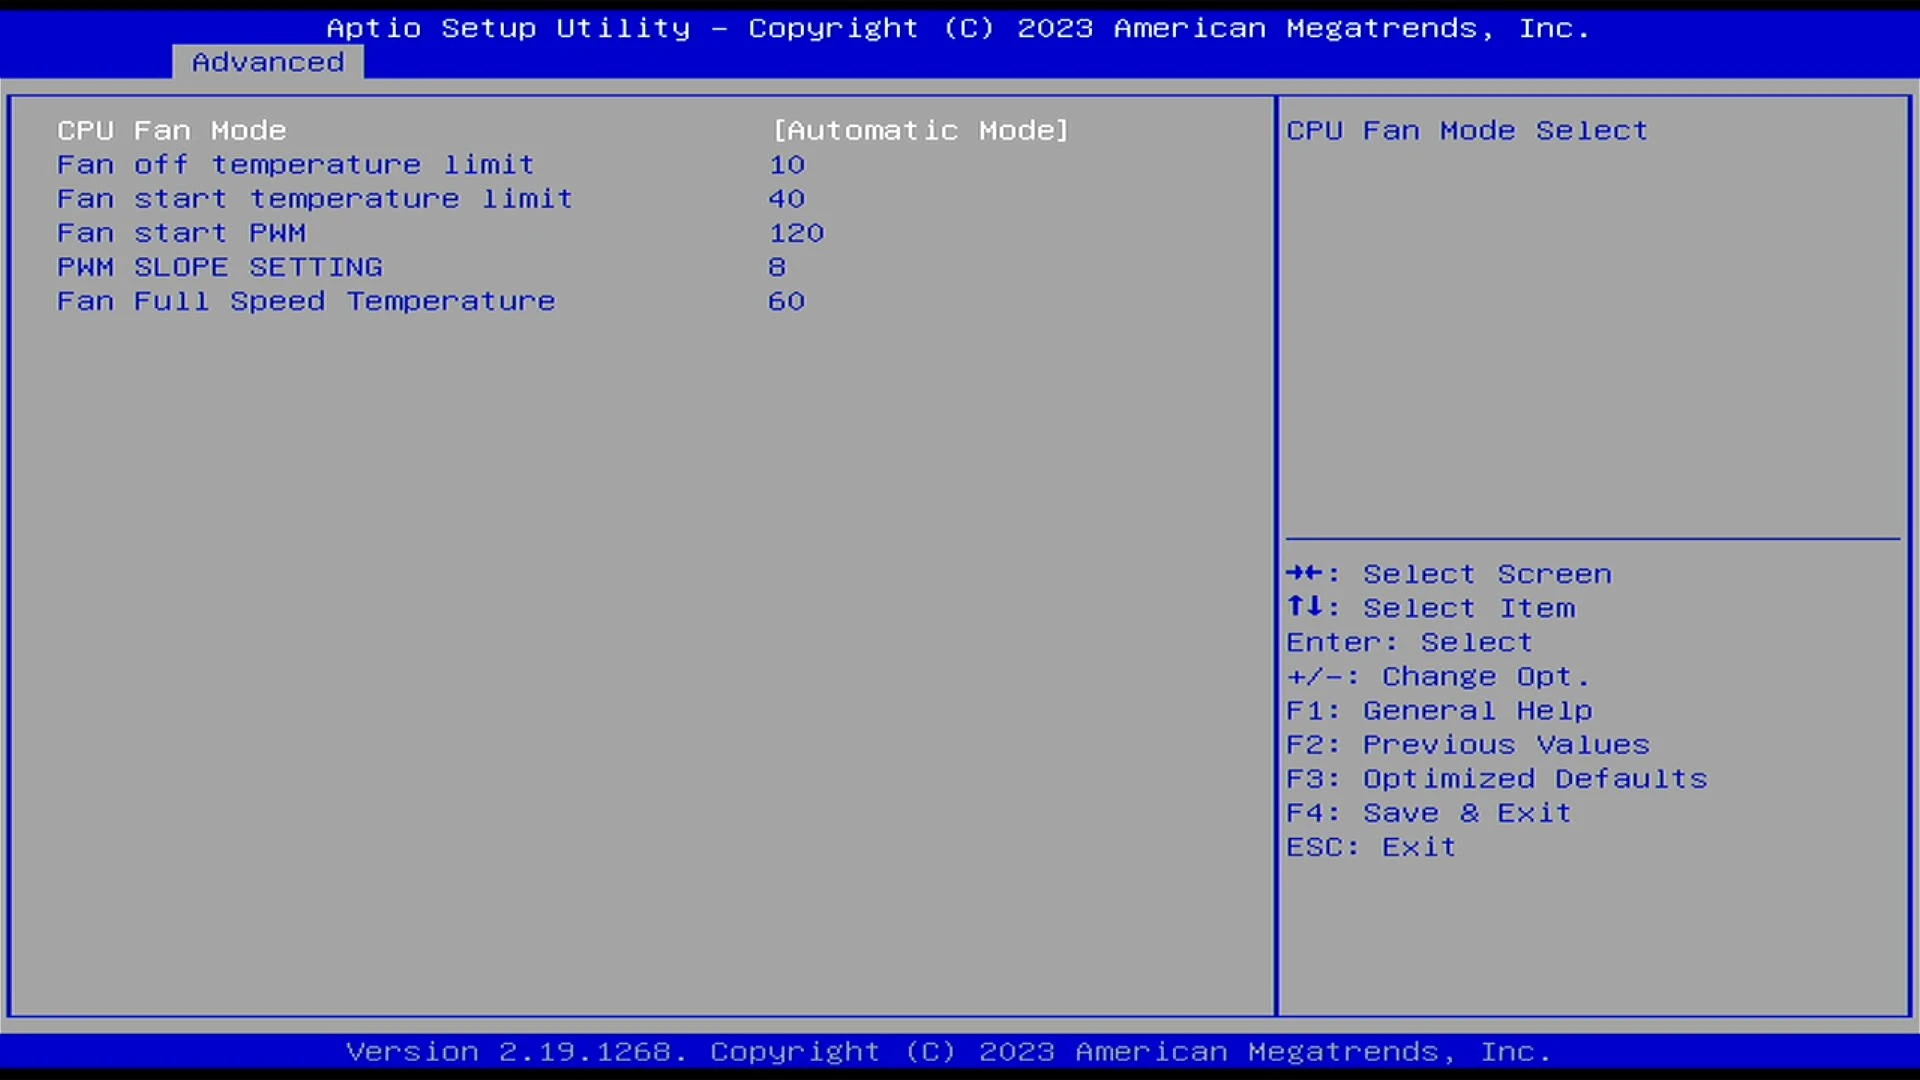 Aptio Setup Utility – Copyright (C) 2023 American Megatrends, Inc.
Advanced
CPU Fan Mode [Automatic Mode]
Fan off temperature limit 10
Fan start temperature limit 40
Fan start PWM 120
PWM SLOPE SETTING 8
Fan Full Speed Temperature 60
CPU Fan Mode Select
→←: Select Screen
↑↓: Select Item
Enter: Select
+/-: Change Opt.
F1: General Help
F2: Previous Values
F3: Optimized Defaults
F4: Save & Exit
ESC: Exit
Version 2.19.1268. Copyright (C) 2023 American Megatrends, Inc.